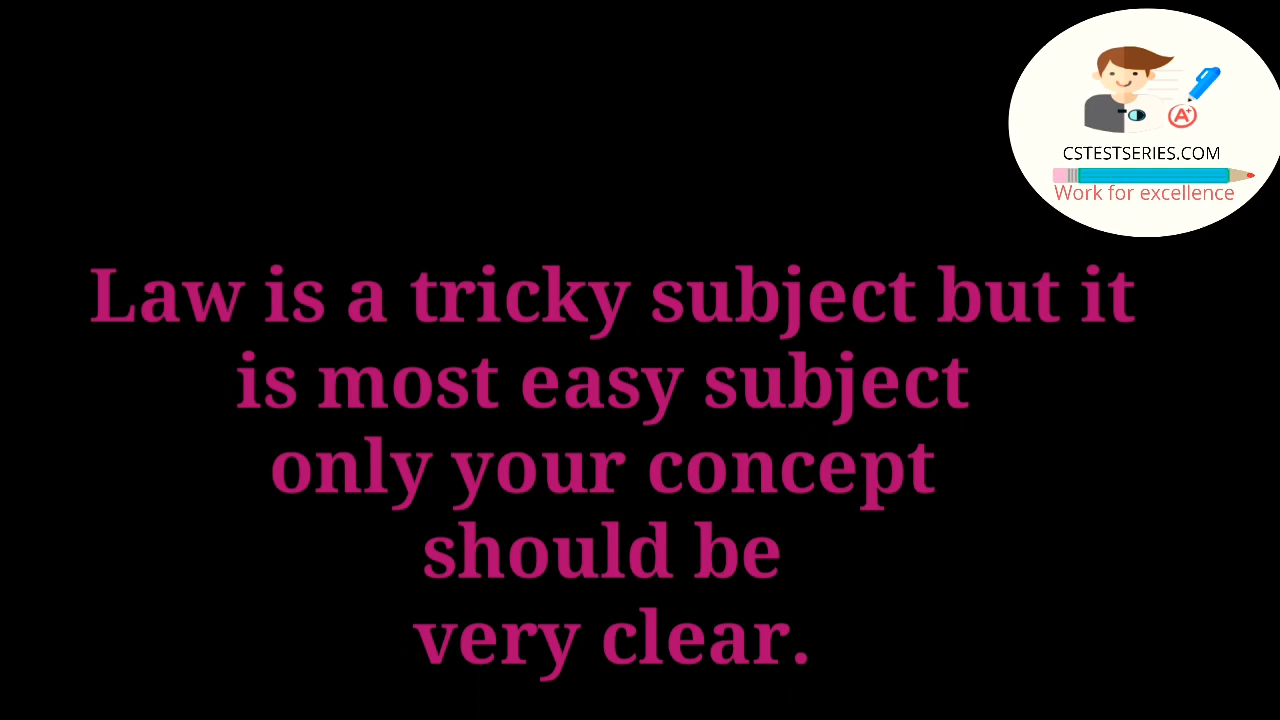 A+
CSTESTSERIES.COM
Work for excellence
Law is a tricky subject but it
is most easy subject
only your concept
should be
very clear.